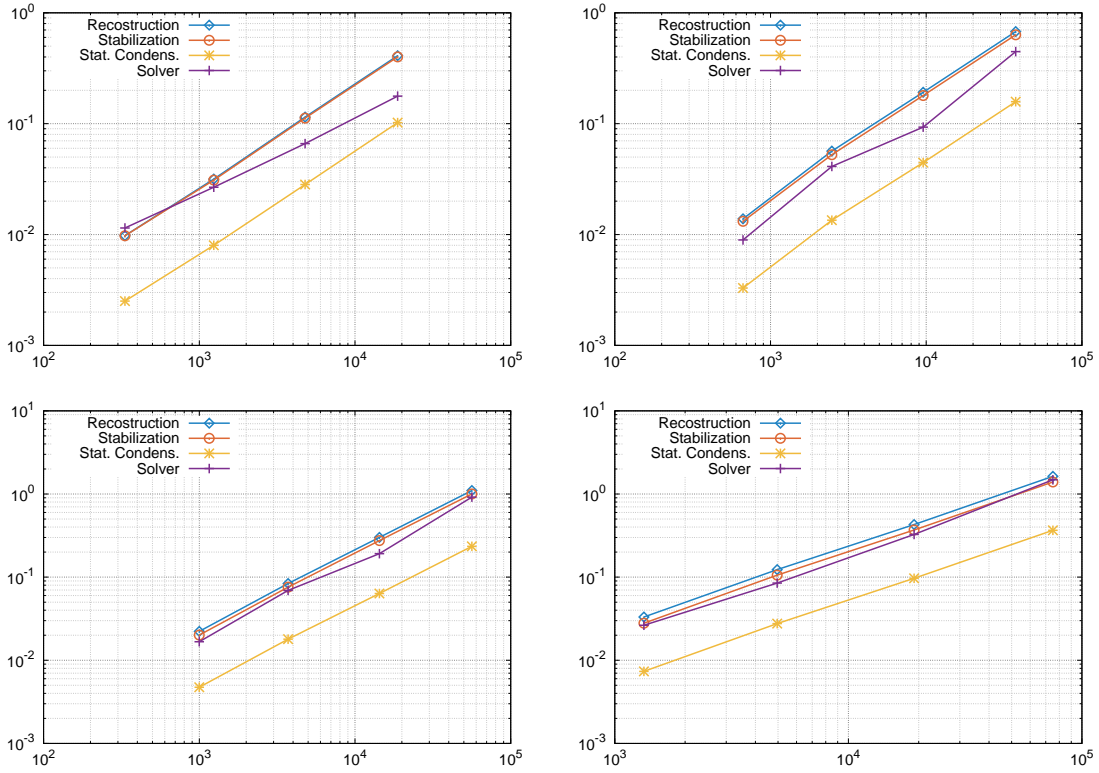 10^0
10^-1
10^-2
10^-3
10^2 10^3 10^4 10^5
Recostruction
Stabilization
Stat. Condens.
Solver
10^0
10^-1
10^-2
10^-3
10^2 10^3 10^4 10^5
Recostruction
Stabilization
Stat. Condens.
Solver
10^1
10^0
10^-1
10^-2
10^-3
10^2 10^3 10^4 10^5
Recostruction
Stabilization
Stat. Condens.
Solver
10^1
10^0
10^-1
10^-2
10^-3
10^3 10^4 10^5
Recostruction
Stabilization
Stat. Condens.
Solver